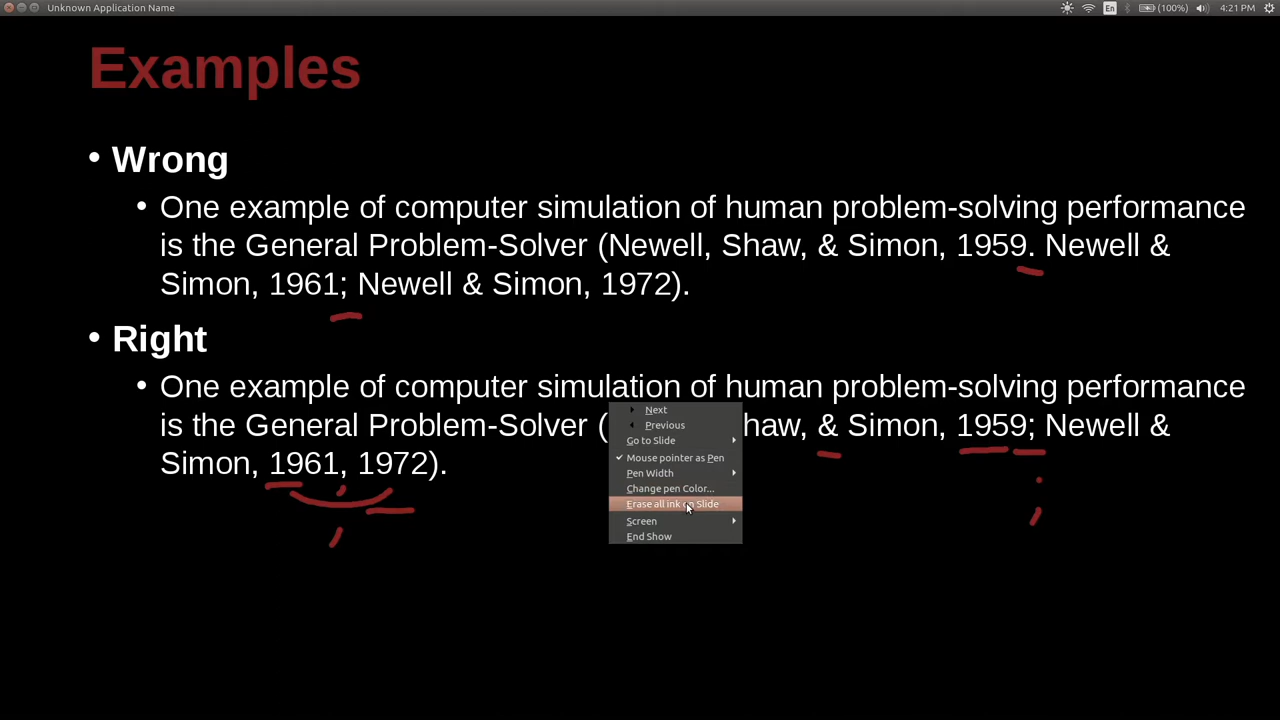 Unknown Application Name
En (100%) 4:21 PM
Examples
• Wrong
• One example of computer simulation of human problem-solving performance
is the General Problem-Solver (Newell, Shaw, & Simon, 1959. Newell &
Simon, 1961; Newell & Simon, 1972).
• Right
• One example of computer simulation of human problem-solving performance
is the General Problem-Solver ( haw, & Simon, 1959; Newell &
Simon, 1961, 1972).
Next
Previous
Go to Slide
Mouse pointer as Pen
Pen Width
Change pen Color...
Erase all ink on Slide
Screen
End Show